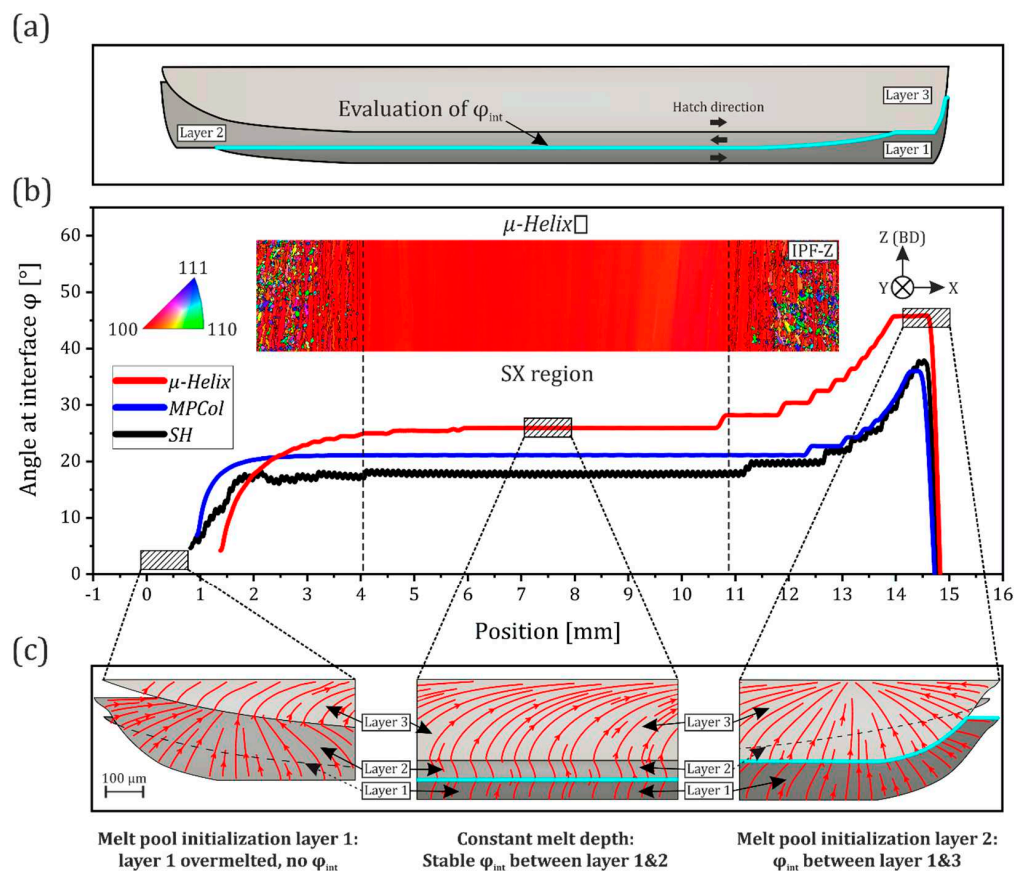 (a)
Evaluation of φint
Hatch direction
Layer 3
Layer 2
Layer 1
(b)
μ-Helix□
IPF-Z
Z (BD)
Y
X
111
100
110
SX region
μ-Helix
MPCol
SH
Angle at interface φ [°]
60
50
40
30
20
10
0
-1 0 1 2 3 4 5 6 7 8 9 10 11 12 13 14 15 16
Position [mm]
(c)
Layer 3
Layer 3
Layer 2
Layer 2
Layer 1
Layer 1
100 μm
Melt pool initialization layer 1:
layer 1 overmelted, no φint
Constant melt depth:
Stable φint between layer 1&2
Melt pool initialization layer 2:
φint between layer 1&3